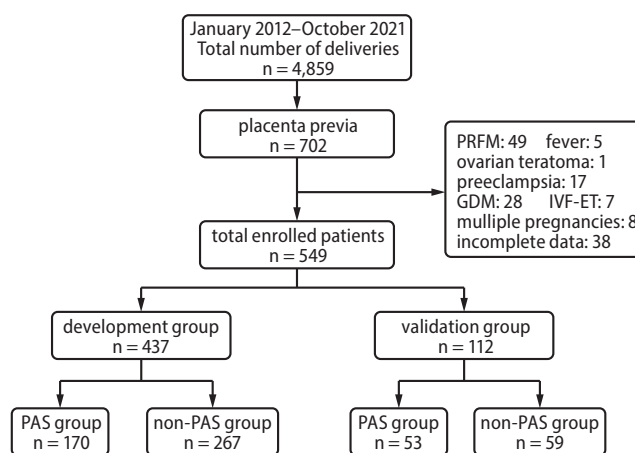 January 2012–October 2021
Total number of deliveries
n = 4,859
placenta previa
n = 702
PRFM: 49 fever: 5
ovarian teratoma: 1
preeclampsia: 17
GDM: 28 IVF-ET: 7
mulliple pregnancies: 8
incomplete data: 38
total enrolled patients
n = 549
development group
n = 437
validation group
n = 112
PAS group
n = 170
non-PAS group
n = 267
PAS group
n = 53
non-PAS group
n = 59